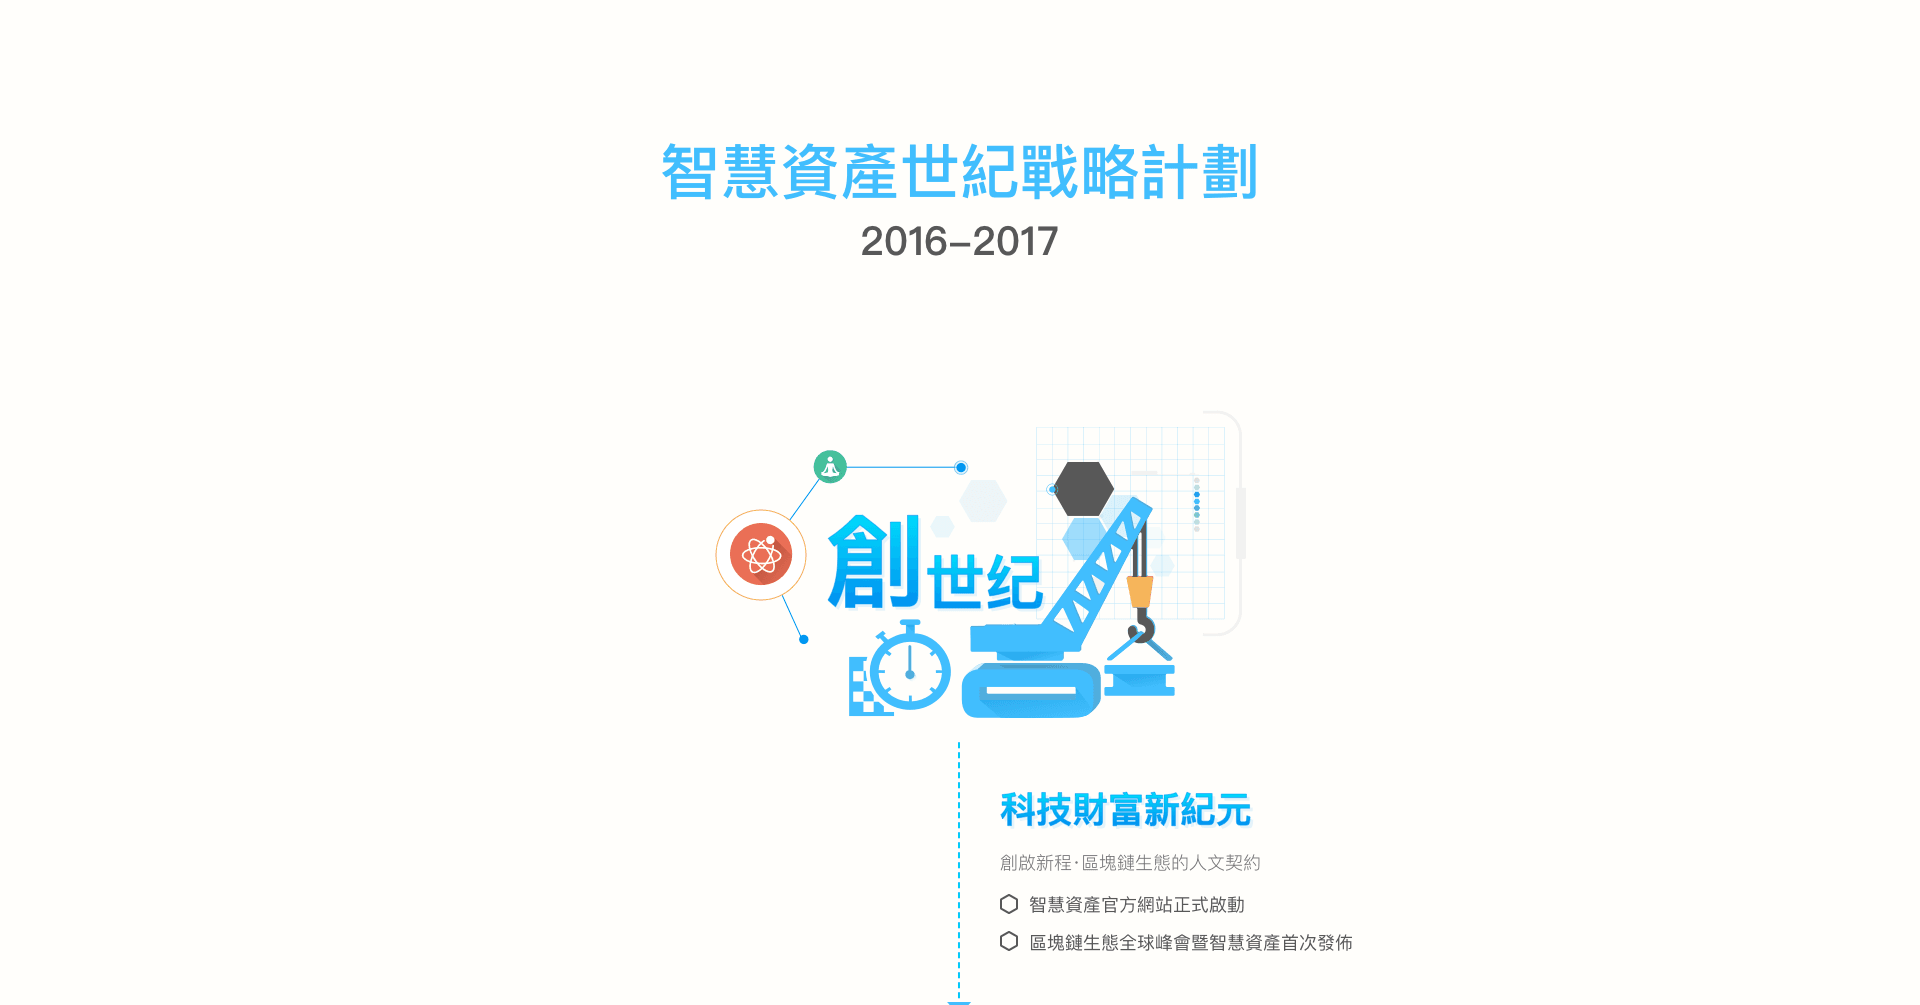 智慧資產世紀戰略計劃
2016–2017
創世纪
科技財富新紀元
創啟新程·區塊鏈生態的人文契約
智慧資產官方網站正式啟動
區塊鏈生態全球峰會暨智慧資產首次發佈